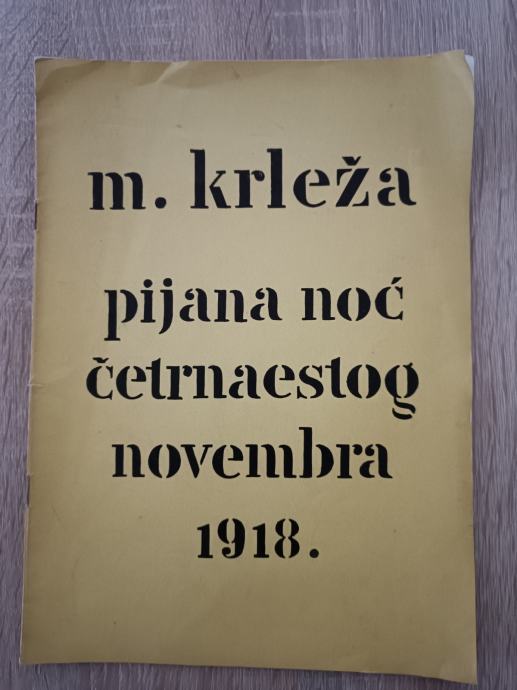 m. krleža
pijana noć
četrnaestog
novembra
1918.